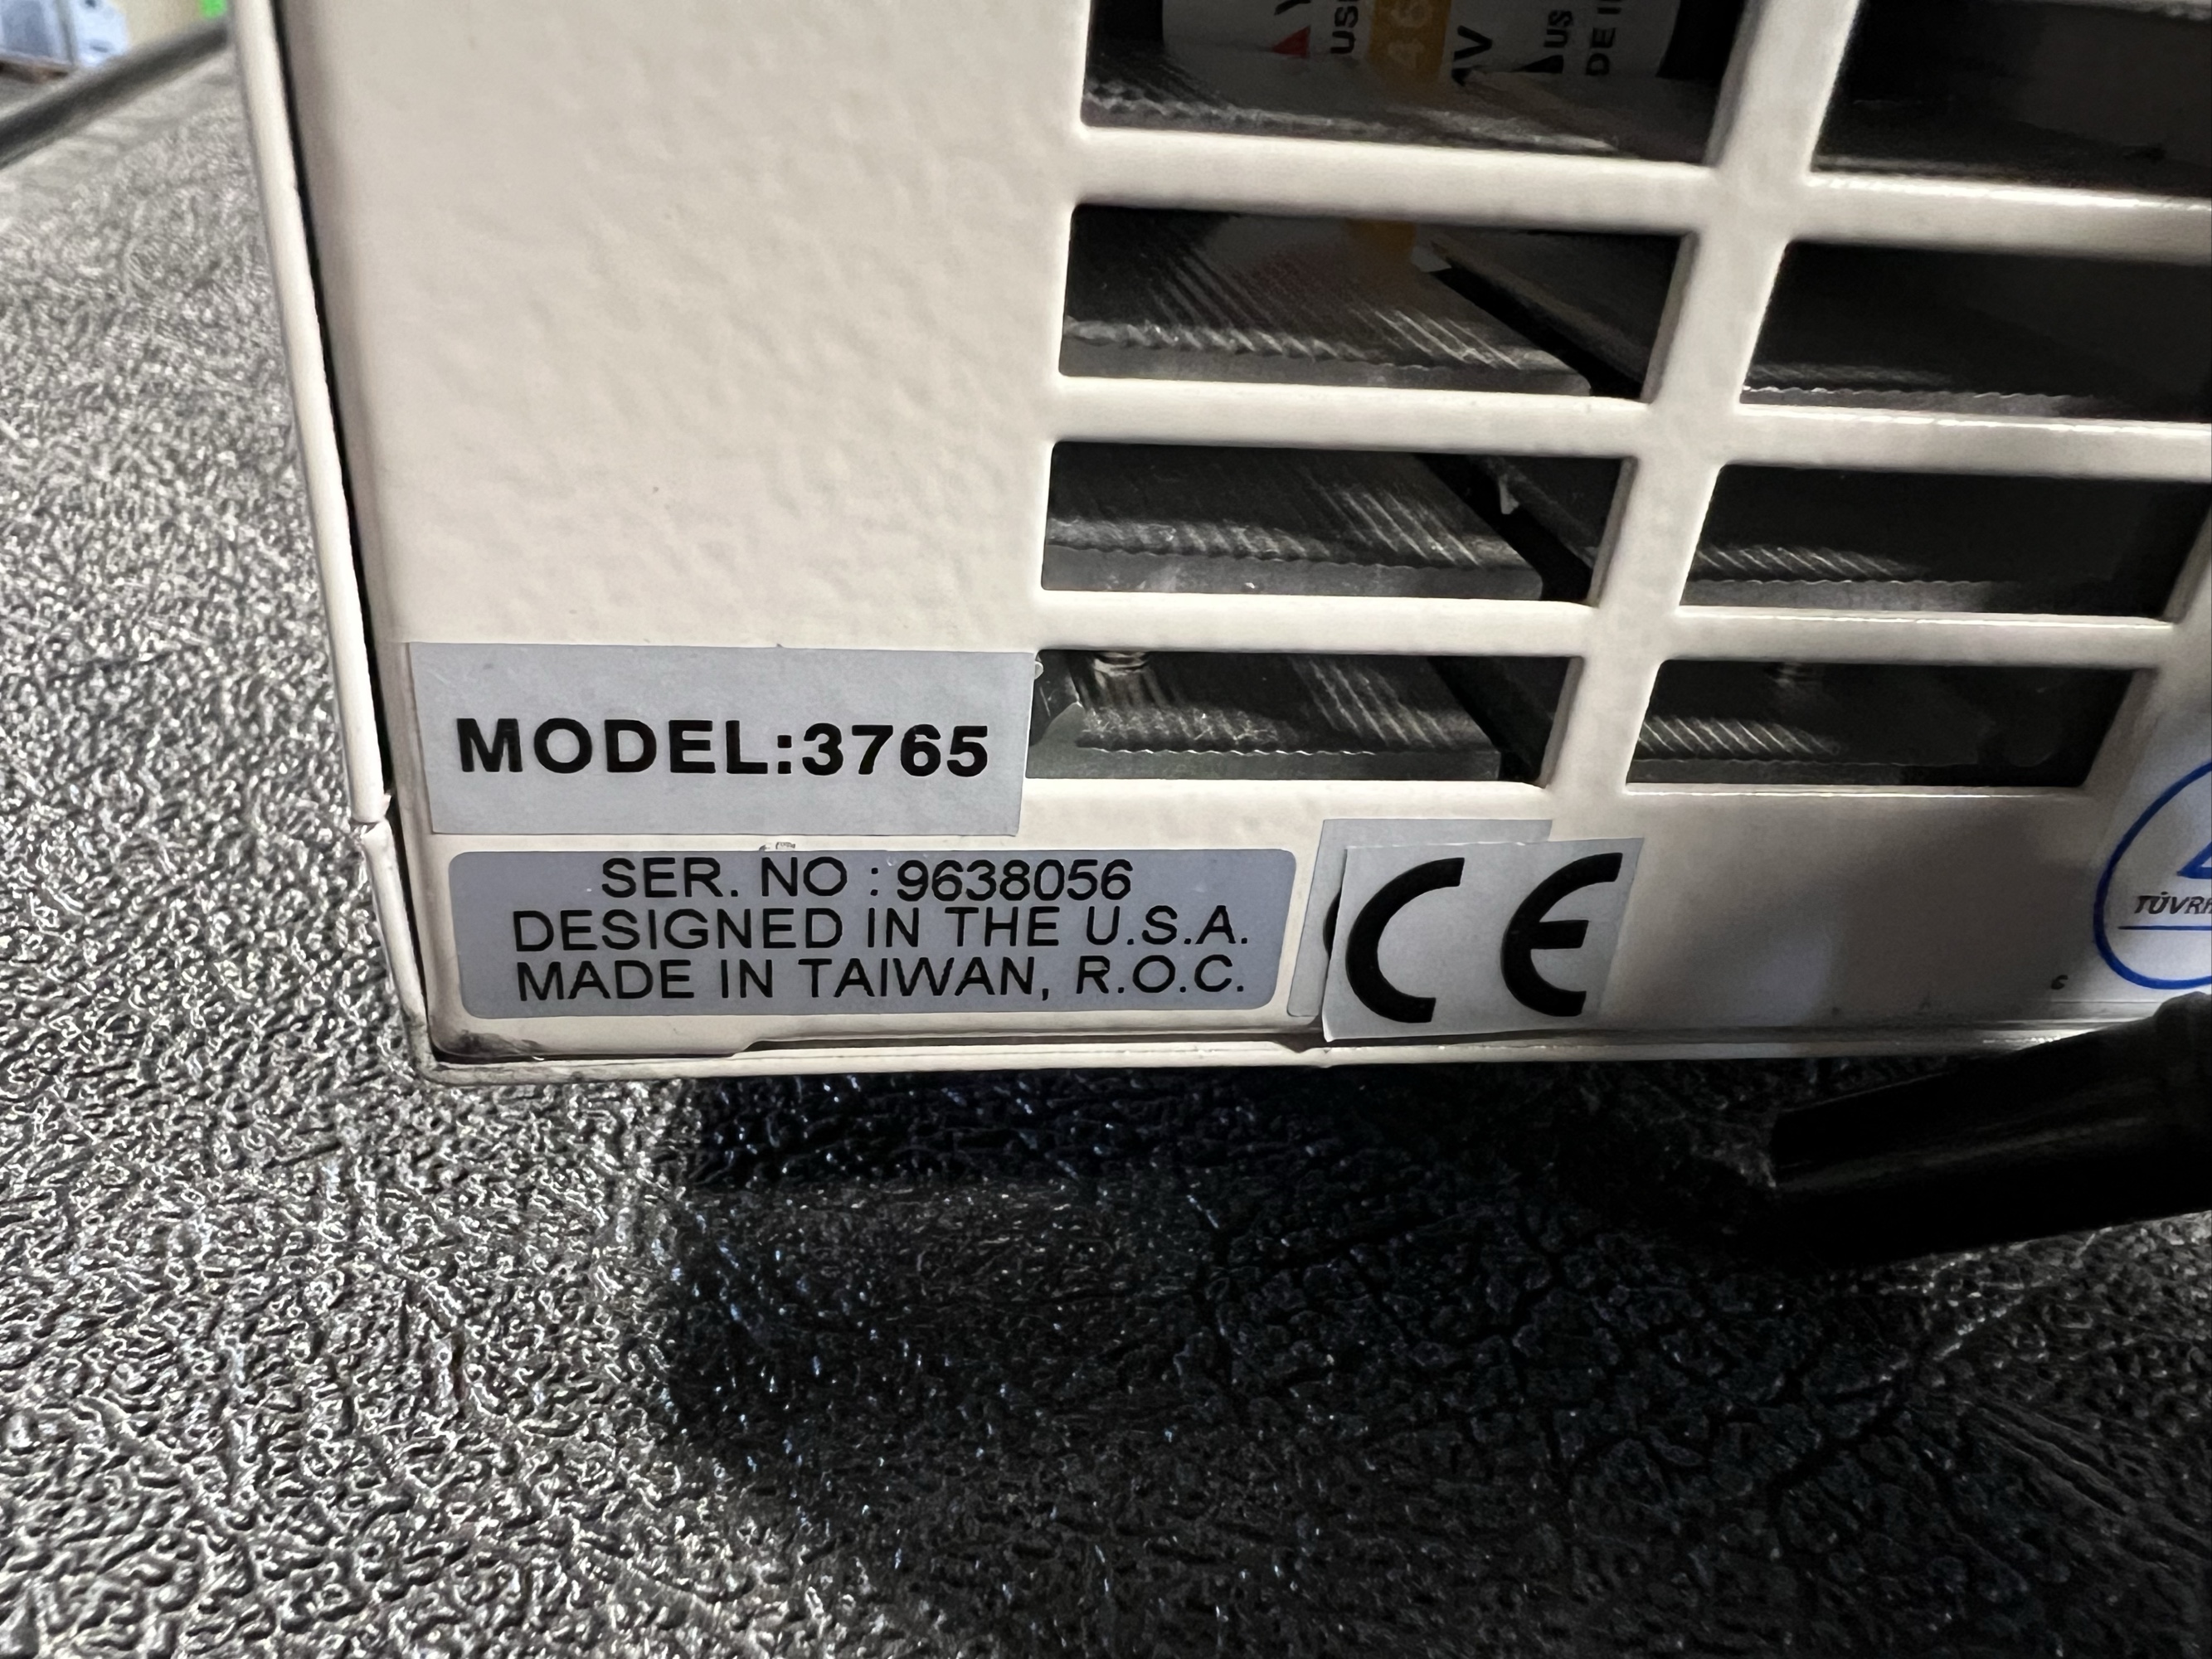 MODEL:3765
SER. NO : 9638056
DESIGNED IN THE U.S.A.
MADE IN TAIWAN, R.O.C.
CE